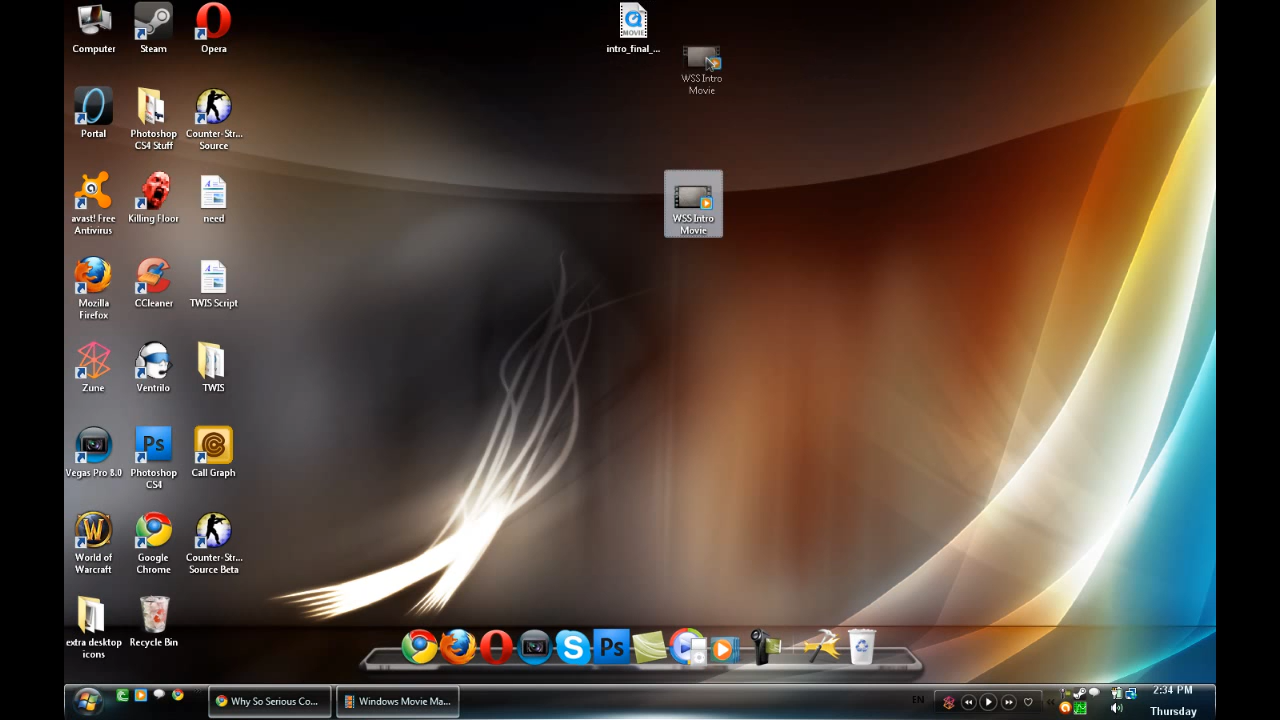 Computer
Steam
Opera
MOVIE
intro_final_...
WSS Intro
Movie
Portal
Photoshop
CS4 Stuff
Counter-Str...
Source
avast! Free
Antivirus
Killing Floor
need
WSS Intro
Movie
Mozilla
Firefox
CCleaner
TWIS Script
Zune
Ventrilo
TWIS
Vegas Pro 8.0
Ps
Photoshop
CS4
Call Graph
World of
Warcraft
Google
Chrome
Counter-Str...
Source Beta
extra desktop
icons
Recycle Bin
Ps
Why So Serious Co...
Windows Movie Ma...
EN
2:34 PM
Thursday